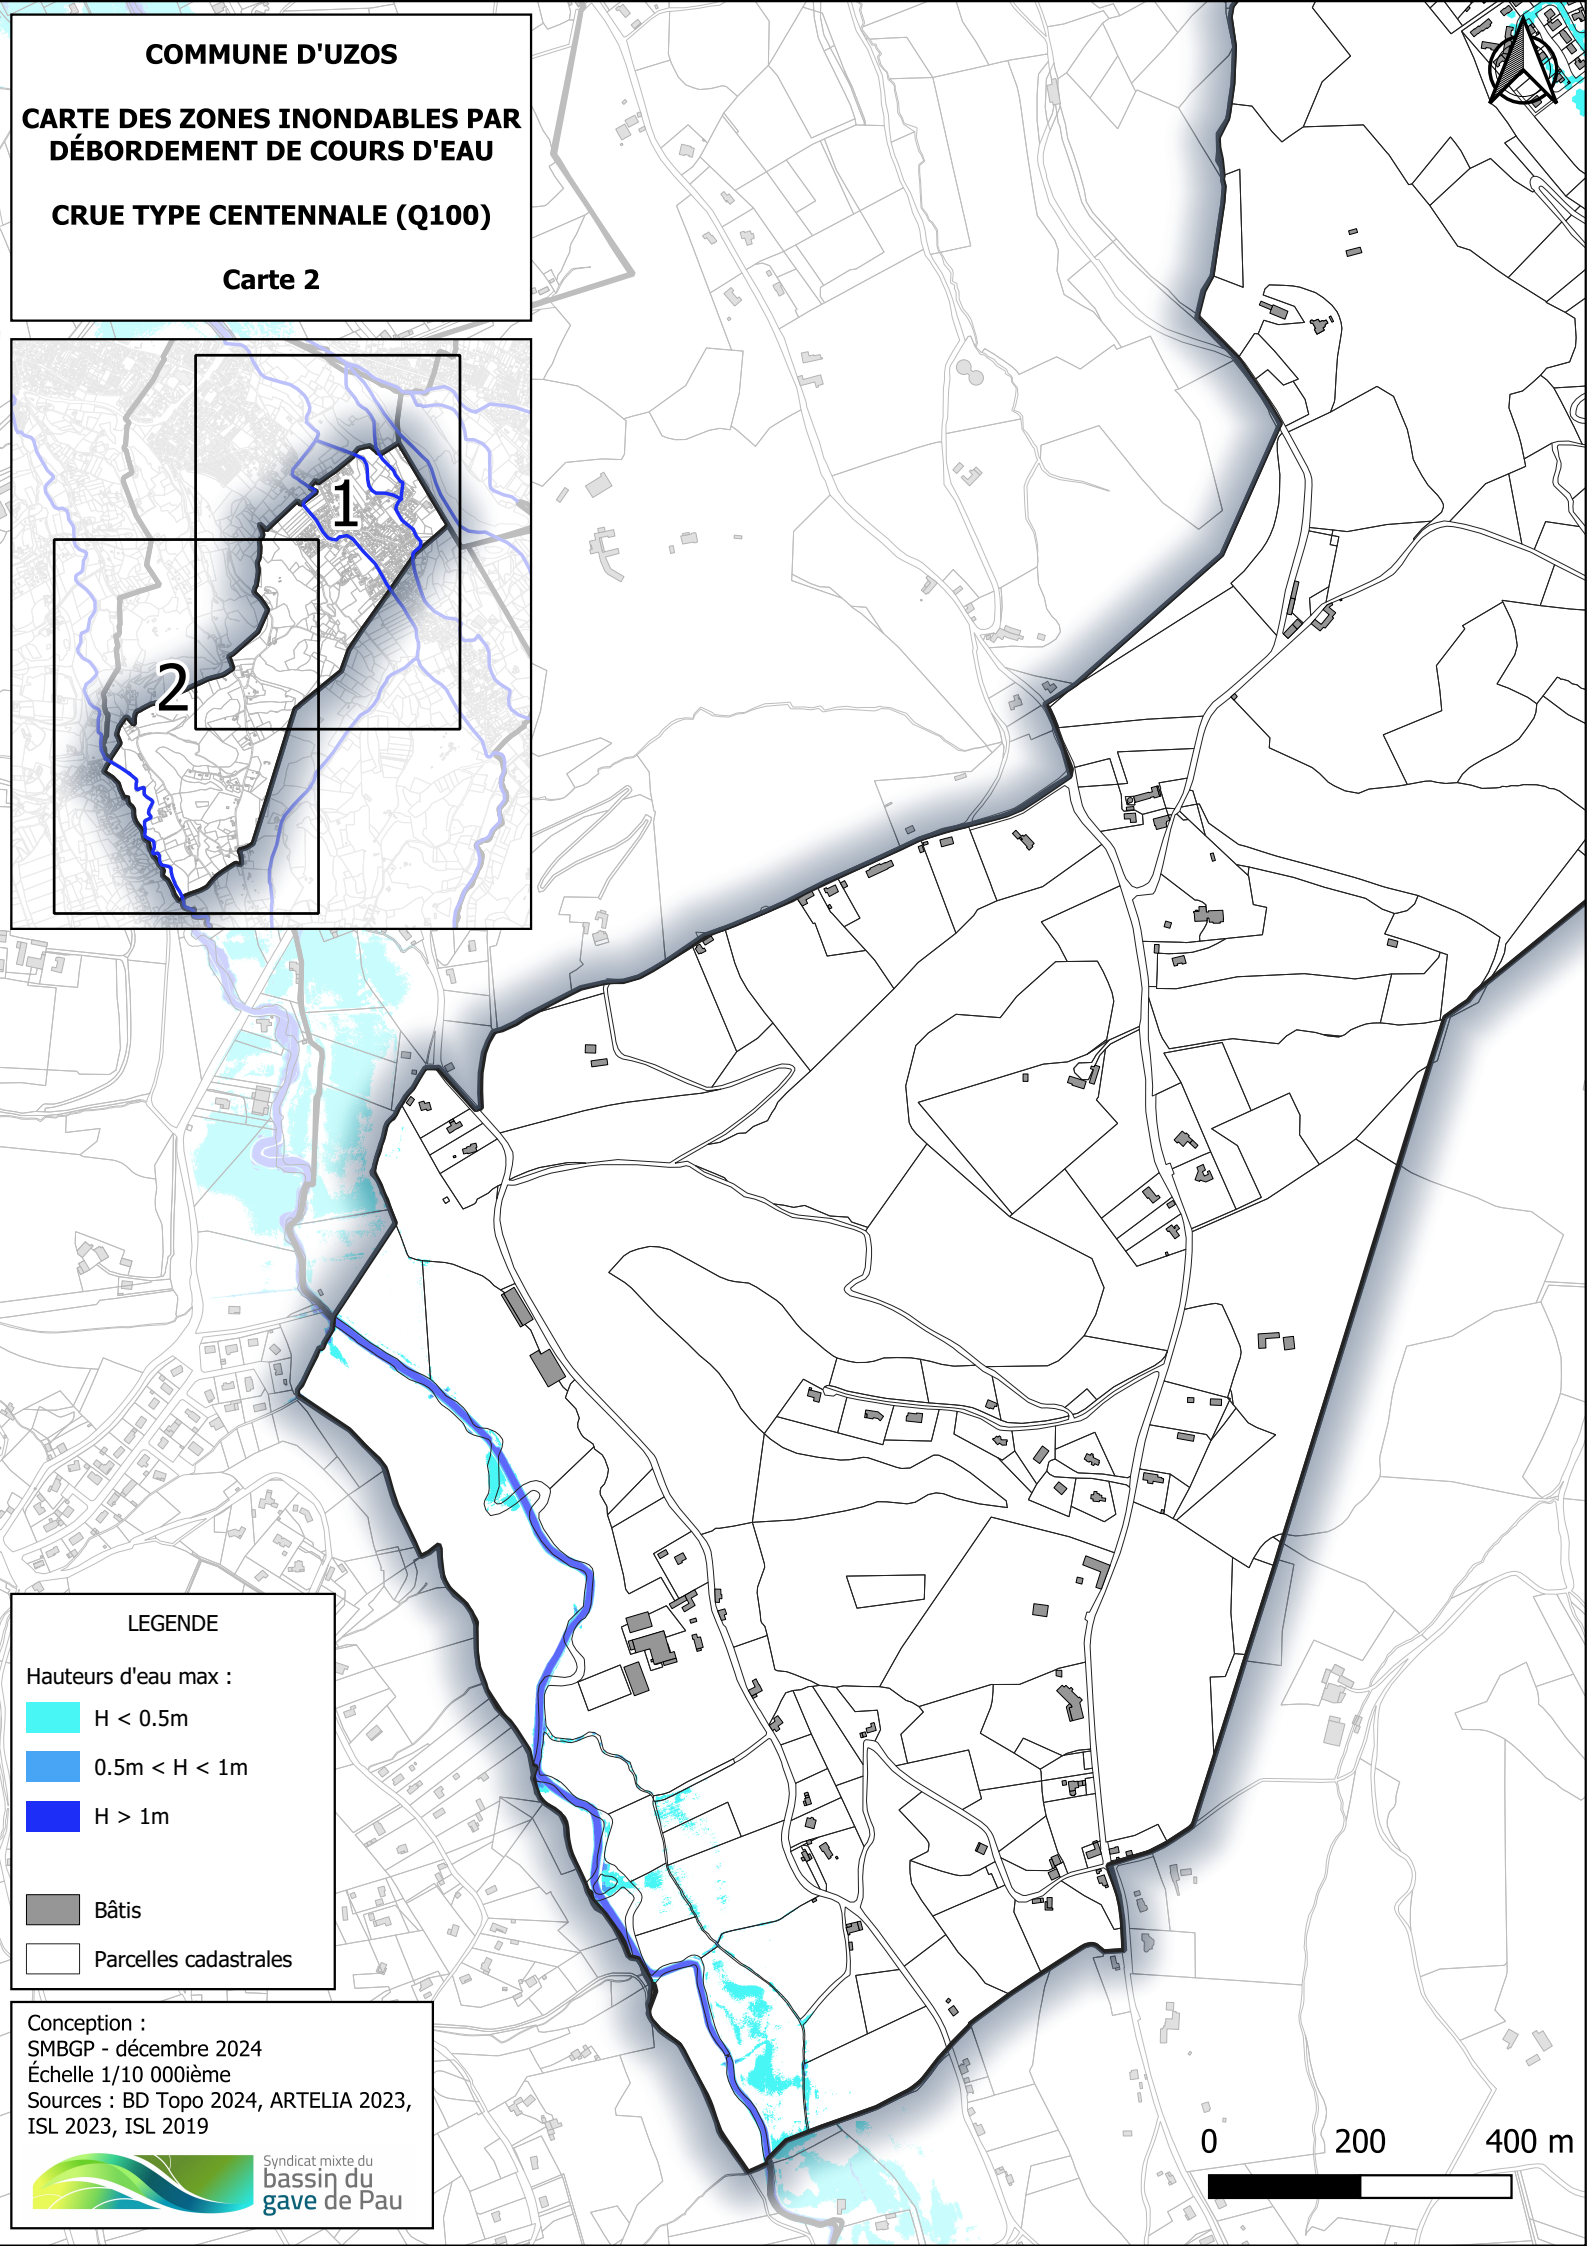 COMMUNE D'UZOS
CARTE DES ZONES INONDABLES PAR
DÉBORDEMENT DE COURS D'EAU
CRUE TYPE CENTENNALE (Q100)
Carte 2
1
2
LEGENDE
Hauteurs d'eau max :
H < 0.5m
0.5m < H < 1m
H > 1m
Bâtis
Parcelles cadastrales
Conception :
SMBGP - décembre 2024
Échelle 1/10 000ième
Sources : BD Topo 2024, ARTELIA 2023,
ISL 2023, ISL 2019
Syndicat mixte du
bassin du
gave de Pau
0 200 400 m